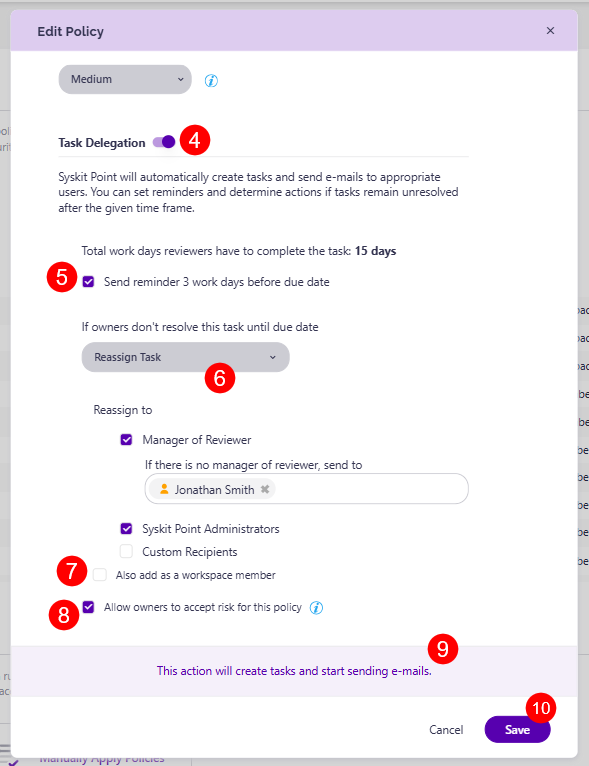 Edit Policy
Medium
Task Delegation
4
Syskit Point will automatically create tasks and send e-mails to appropriate
users. You can set reminders and determine actions if tasks remain unresolved
after the given time frame.
Total work days reviewers have to complete the task: 15 days
5
Send reminder 3 work days before due date
If owners don't resolve this task until due date
Reassign Task
6
Reassign to
Manager of Reviewer
If there is no manager of reviewer, send to
Jonathan Smith
Syskit Point Administrators
Custom Recipients
7
Also add as a workspace member
8
Allow owners to accept risk for this policy
9
This action will create tasks and start sending e-mails.
10
Cancel
Save
Manually Apply Policies